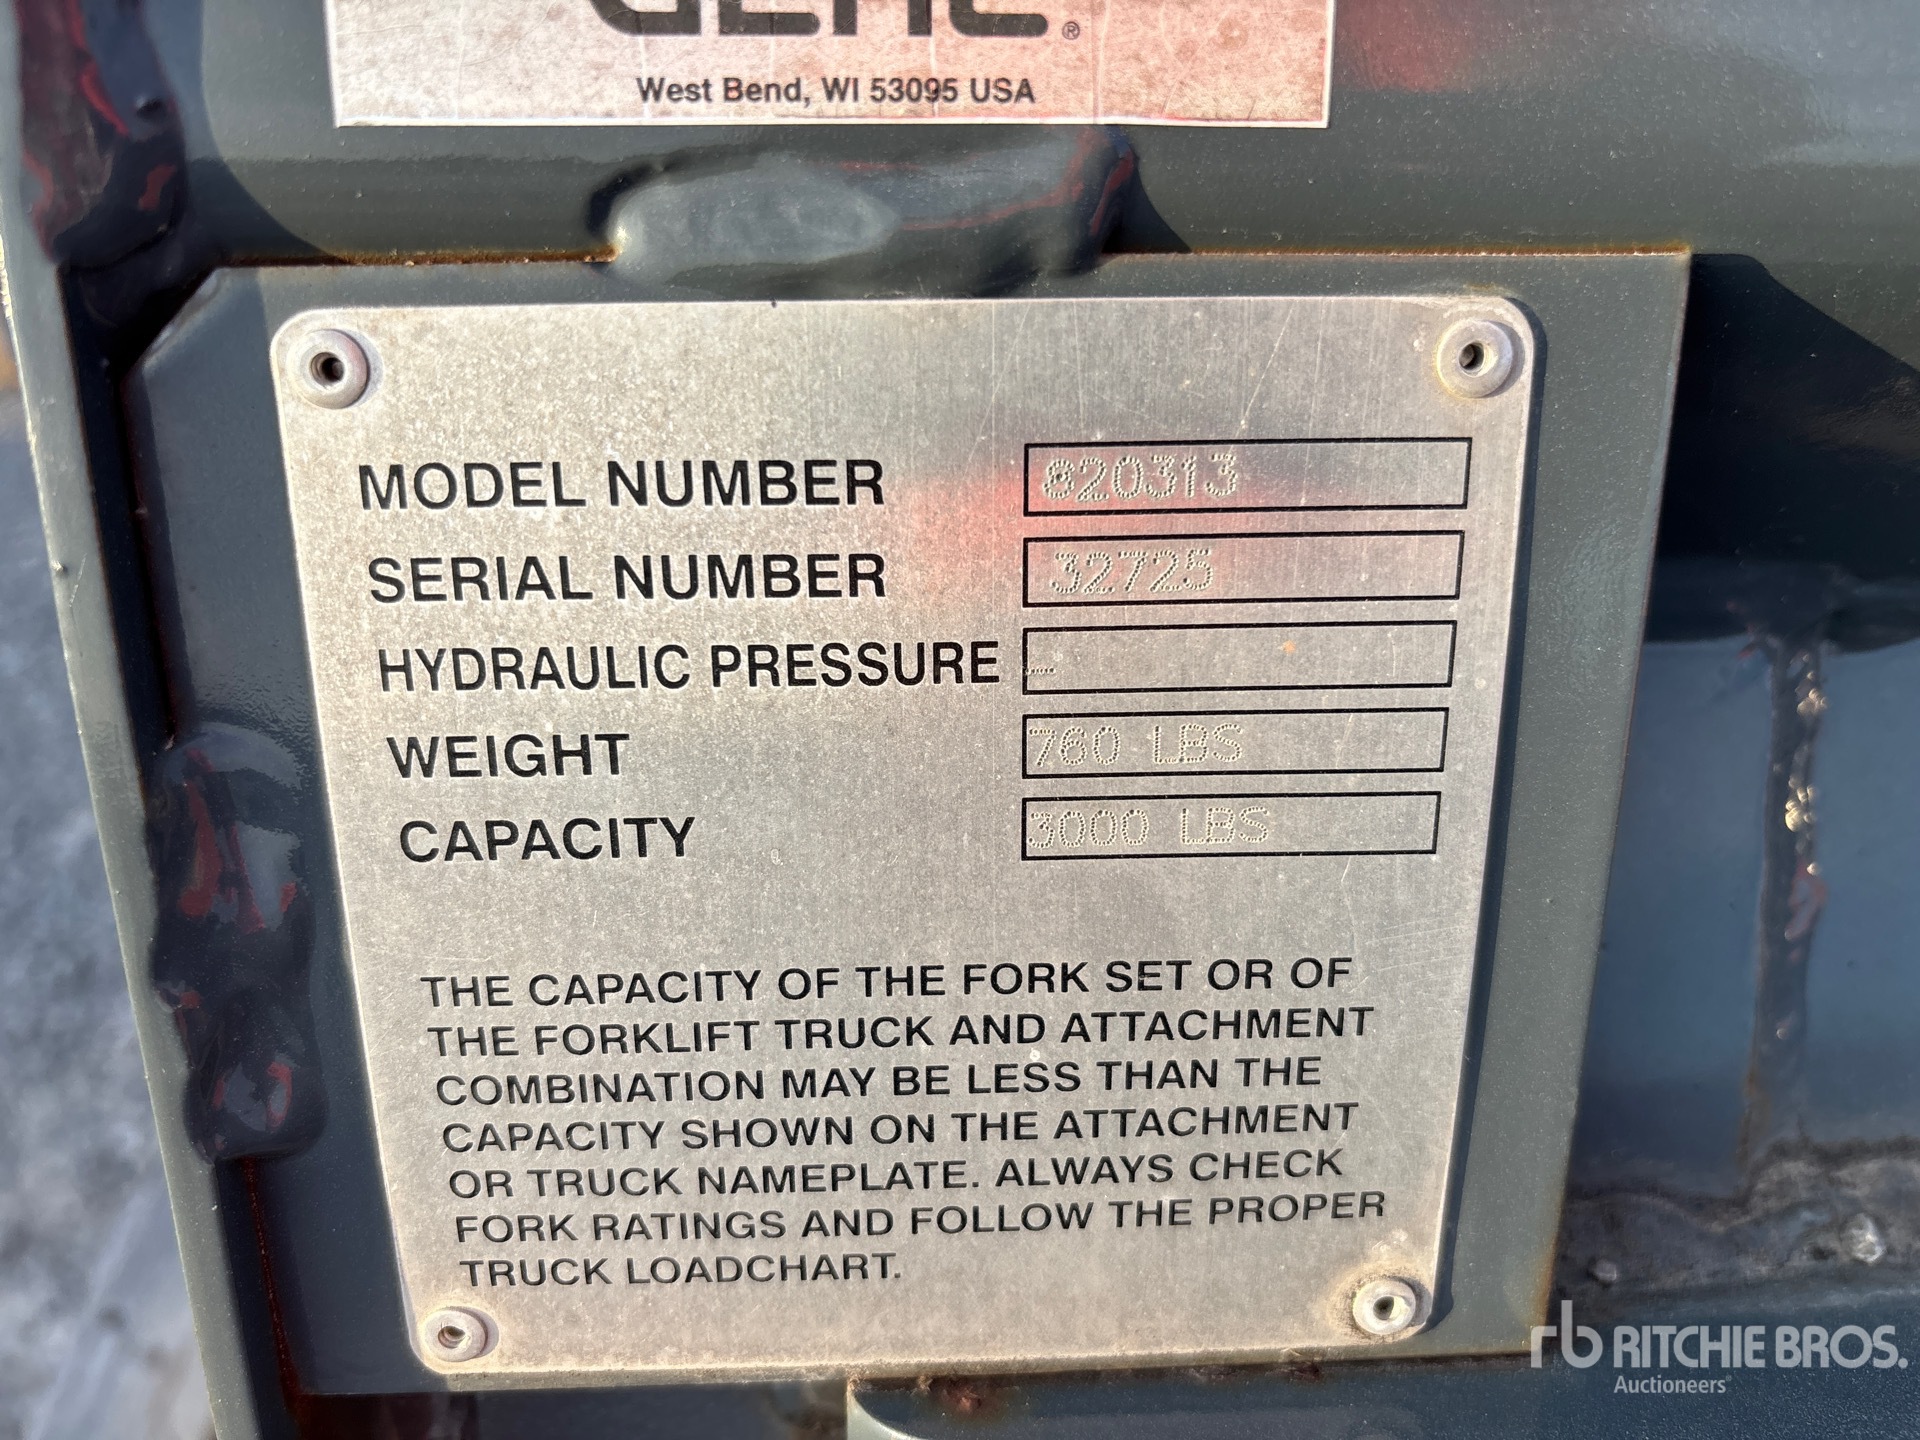 West Bend, WI 53095 USA
MODEL NUMBER 820313
SERIAL NUMBER 32725
HYDRAULIC PRESSURE
WEIGHT 760 LBS
CAPACITY 3000 LBS
THE CAPACITY OF THE FORK SET OR OF
THE FORKLIFT TRUCK AND ATTACHMENT
COMBINATION MAY BE LESS THAN THE
CAPACITY SHOWN ON THE ATTACHMENT
OR TRUCK NAMEPLATE. ALWAYS CHECK
FORK RATINGS AND FOLLOW THE PROPER
TRUCK LOADCHART.
rb RITCHIE BROS.
Auctioneers